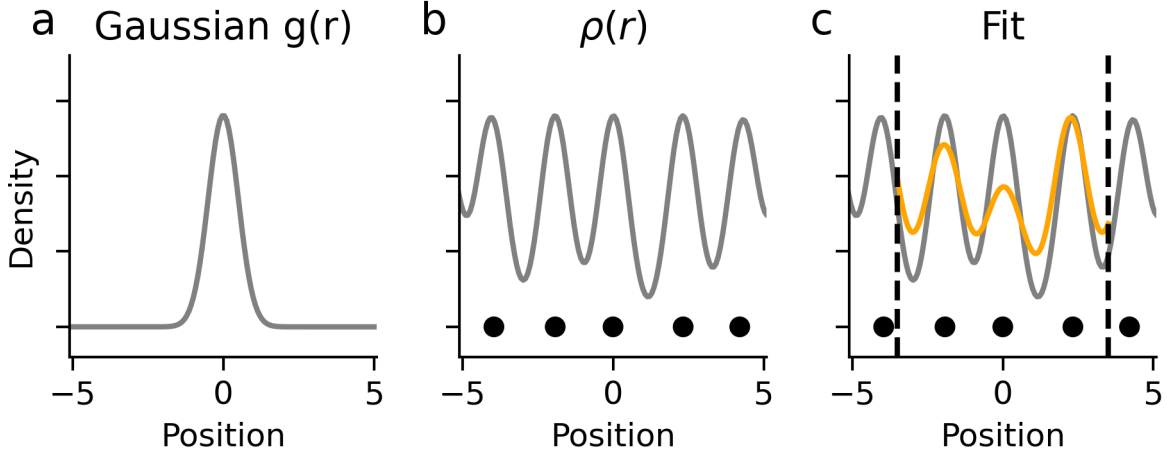 a Gaussian g(r)
b ρ(r)
c Fit
Density
−5 0 5
Position
−5 0 5
Position
−5 0 5
Position